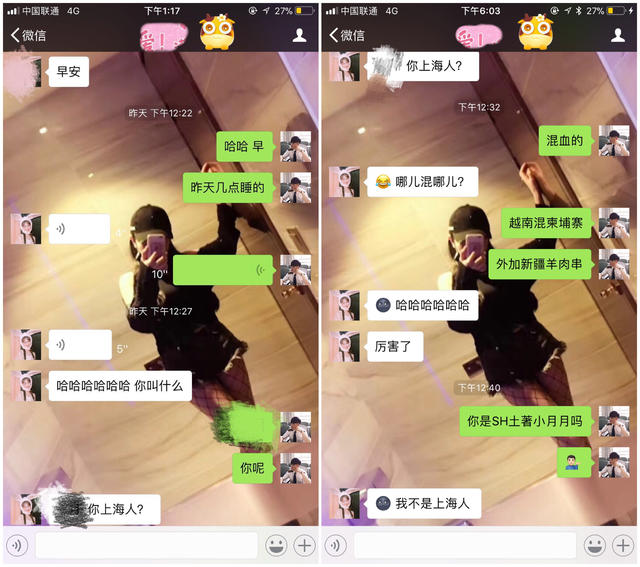 中国联通 4G
下午1:17
27%
微信
爱!
早安
昨天 下午12:22
哈哈 早
昨天几点睡的
4"
10"
昨天 下午12:27
5"
哈哈哈哈哈哈 你叫什么
你呢
你上海人?
中国联通 4G
下午6:03
27%
微信
你上海人?
下午12:32
混血的
哪儿混哪儿?
越南混柬埔寨
外加新疆羊肉串
哈哈哈哈哈哈
厉害了
下午12:40
你是SH土著小月月吗
我不是上海人